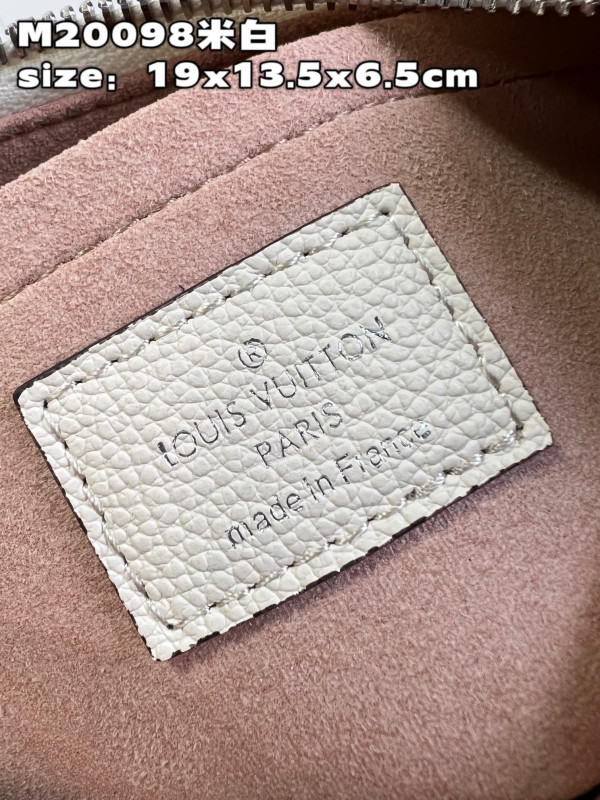 M20098米白
size：19x13.5x6.5cm
®
LOUIS VUITTON
PARIS
made in France